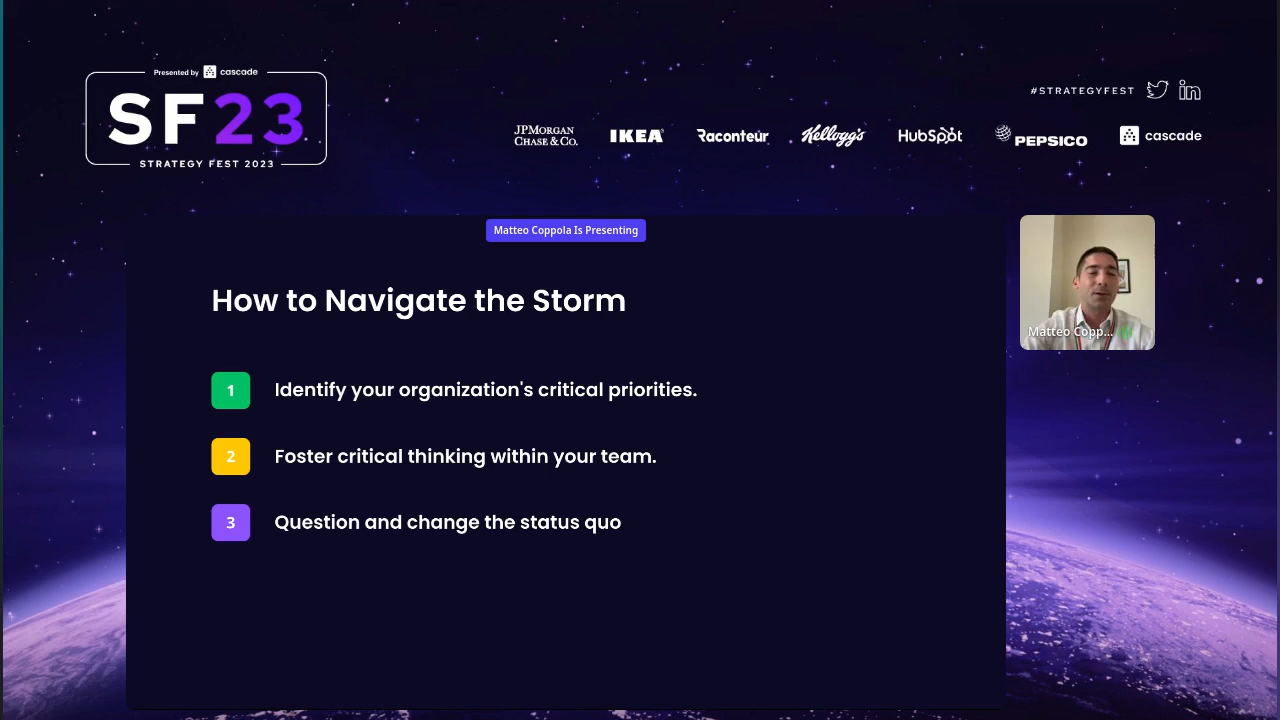 Presented by cascade
SF23
STRATEGY FEST 2023
#STRATEGYFEST
JPMORGAN
CHASE & CO.
IKEA
Raconteur
Kellogg's
HubSpot
PEPSICO
cascade
Matteo Coppola Is Presenting
How to Navigate the Storm
1 Identify your organization's critical priorities.
2 Foster critical thinking within your team.
3 Question and change the status quo
Matteo Copp...